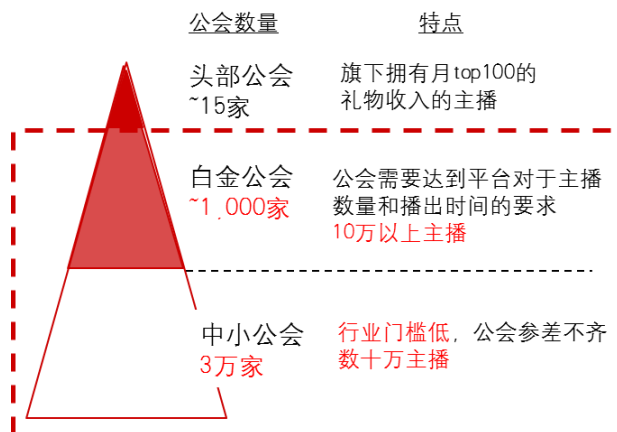 公会数量
特点
头部公会
~15家
旗下拥有月top100的
礼物收入的主播
白金公会
~1,000家
公会需要达到平台对于主播
数量和播出时间的要求
10万以上主播
中小公会
3万家
行业门槛低，公会参差不齐
数十万主播